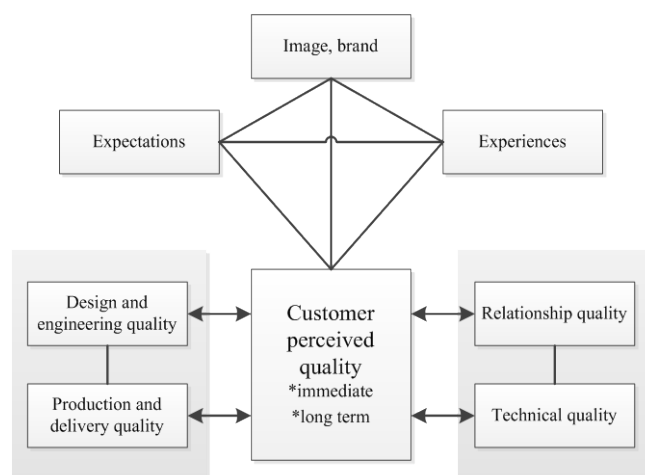 Image, brand
Expectations
Experiences
Design and
engineering quality
Production and
delivery quality
Customer
perceived
quality
*immediate
*long term
Relationship quality
Technical quality